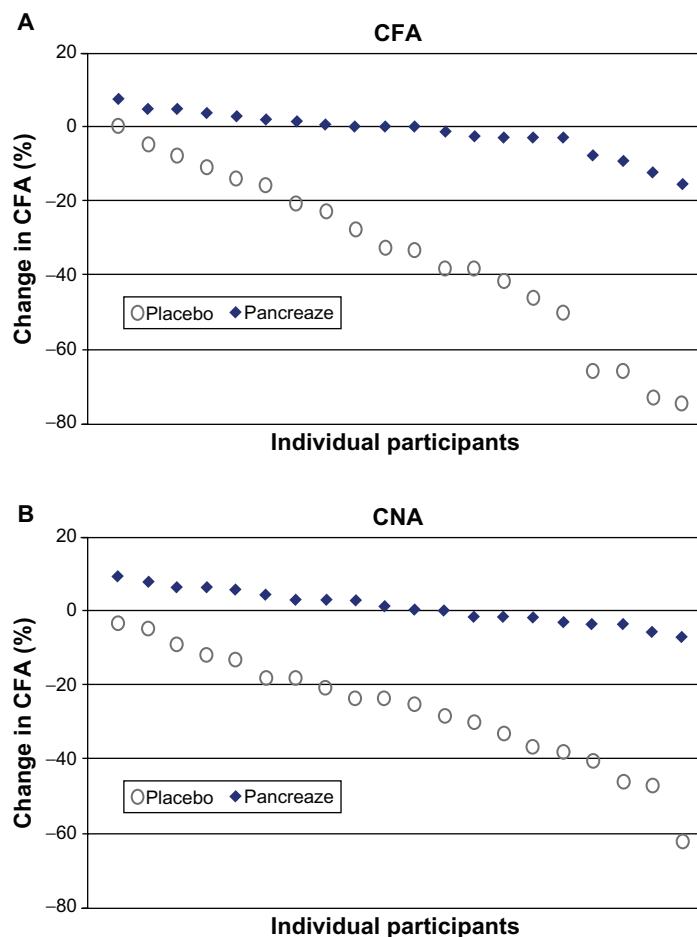 A
CFA
Change in CFA (%)
20
0
–20
–40
–60
–80
Placebo Pancreaze
Individual participants
B
CNA
Change in CFA (%)
20
0
–20
–40
–60
–80
Placebo Pancreaze
Individual participants